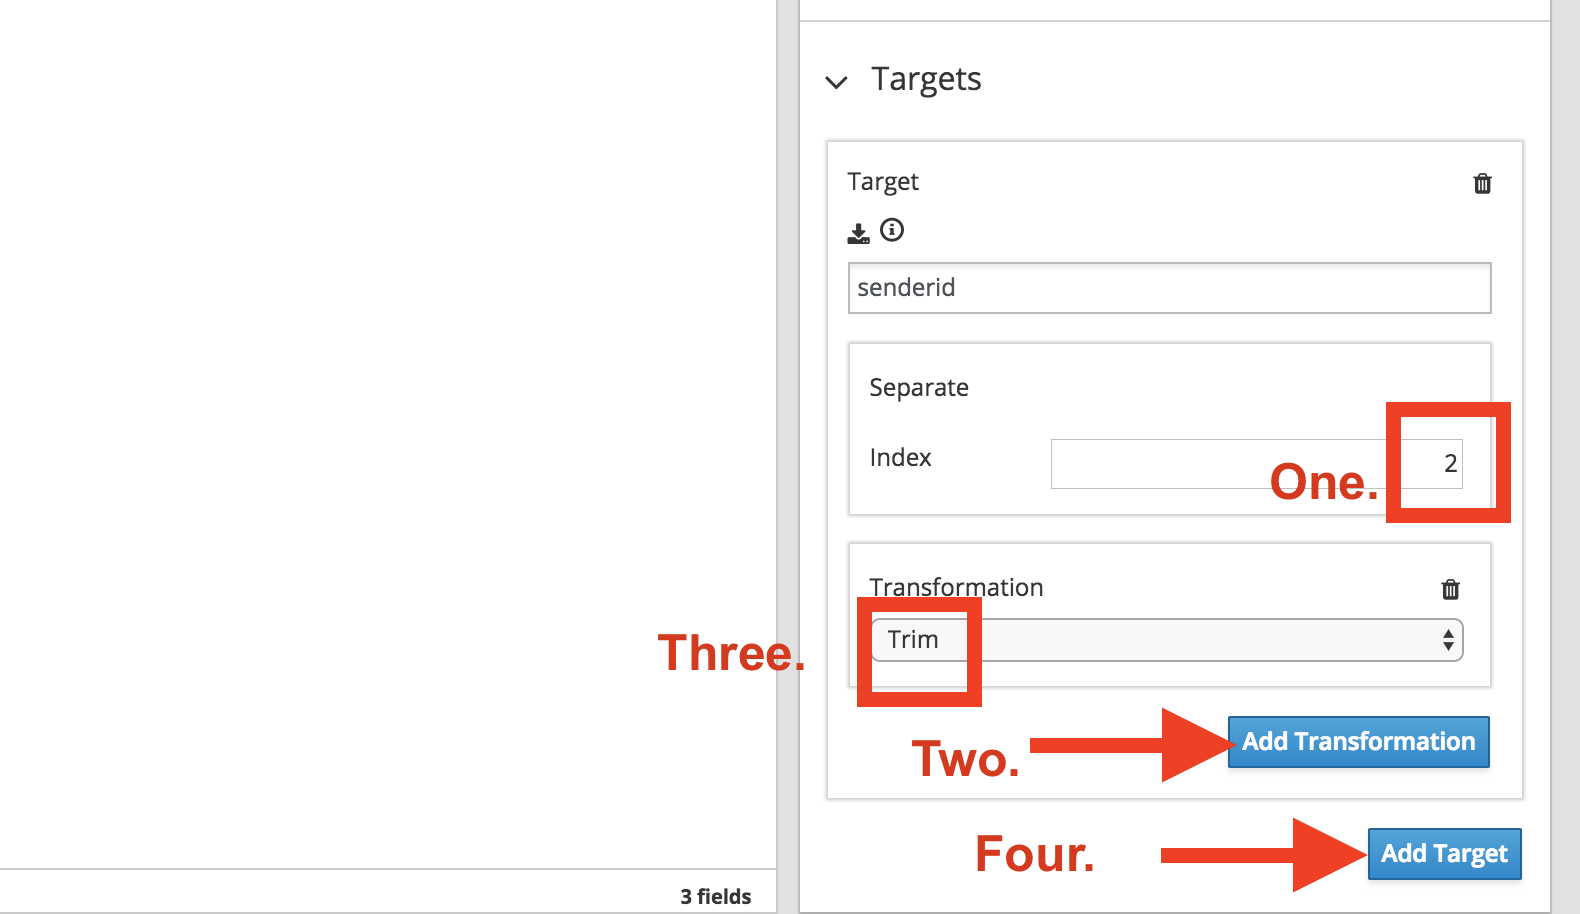 Targets
Target
senderid
Separate
Index
2
One.
Transformation
Trim
Three.
Add Transformation
Two.
Add Target
Four.
3 fields